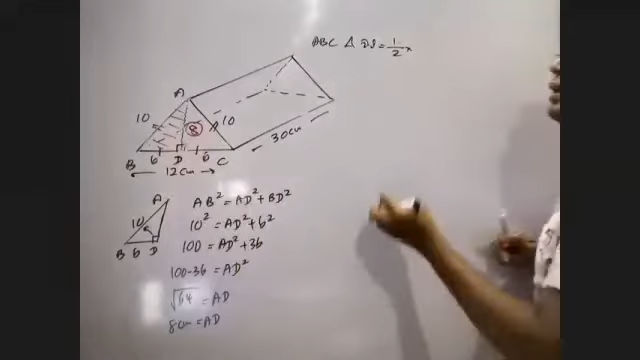 ABC Δ = 1/2 ×
A
10
8
10
B 6 D 6 C
12cm
30cm
A
10
B 6 D
AB² = AD² + BD²
10² = AD² + 6²
100 = AD² + 36
100 - 36 = AD²
√64 = AD
8cm = AD